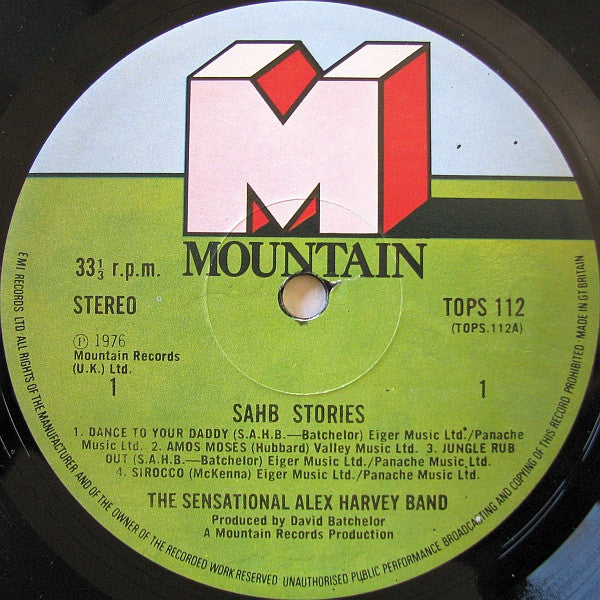 MOUNTAIN
33⅓ r.p.m.
STEREO
Ⓟ 1976
Mountain Records
(U.K.) Ltd.
1
TOPS 112
(TOPS.112A)
1
SAHB STORIES
1. DANCE TO YOUR DADDY (S.A.H.B.—Batchelor) Eiger Music Ltd./Panache
Music Ltd. 2. AMOS MOSES (Hubbard) Valley Music Ltd. 3. JUNGLE RUB
OUT (S.A.H.B.—Batchelor) Eiger Music Ltd./Panache Music Ltd.
4. SIROCCO (McKenna) Eiger Music Ltd./Panache Music Ltd.
THE SENSATIONAL ALEX HARVEY BAND
Produced by David Batchelor
A Mountain Records Production
EMI RECORDS LTD ALL RIGHTS OF THE MANUFACTURER AND OF THE OWNER OF THE RECORDED WORK RESERVED UNAUTHORISED PUBLIC PERFORMANCE BROADCASTING AND COPYING OF THIS RECORD PROHIBITED · MADE IN GT BRITAIN